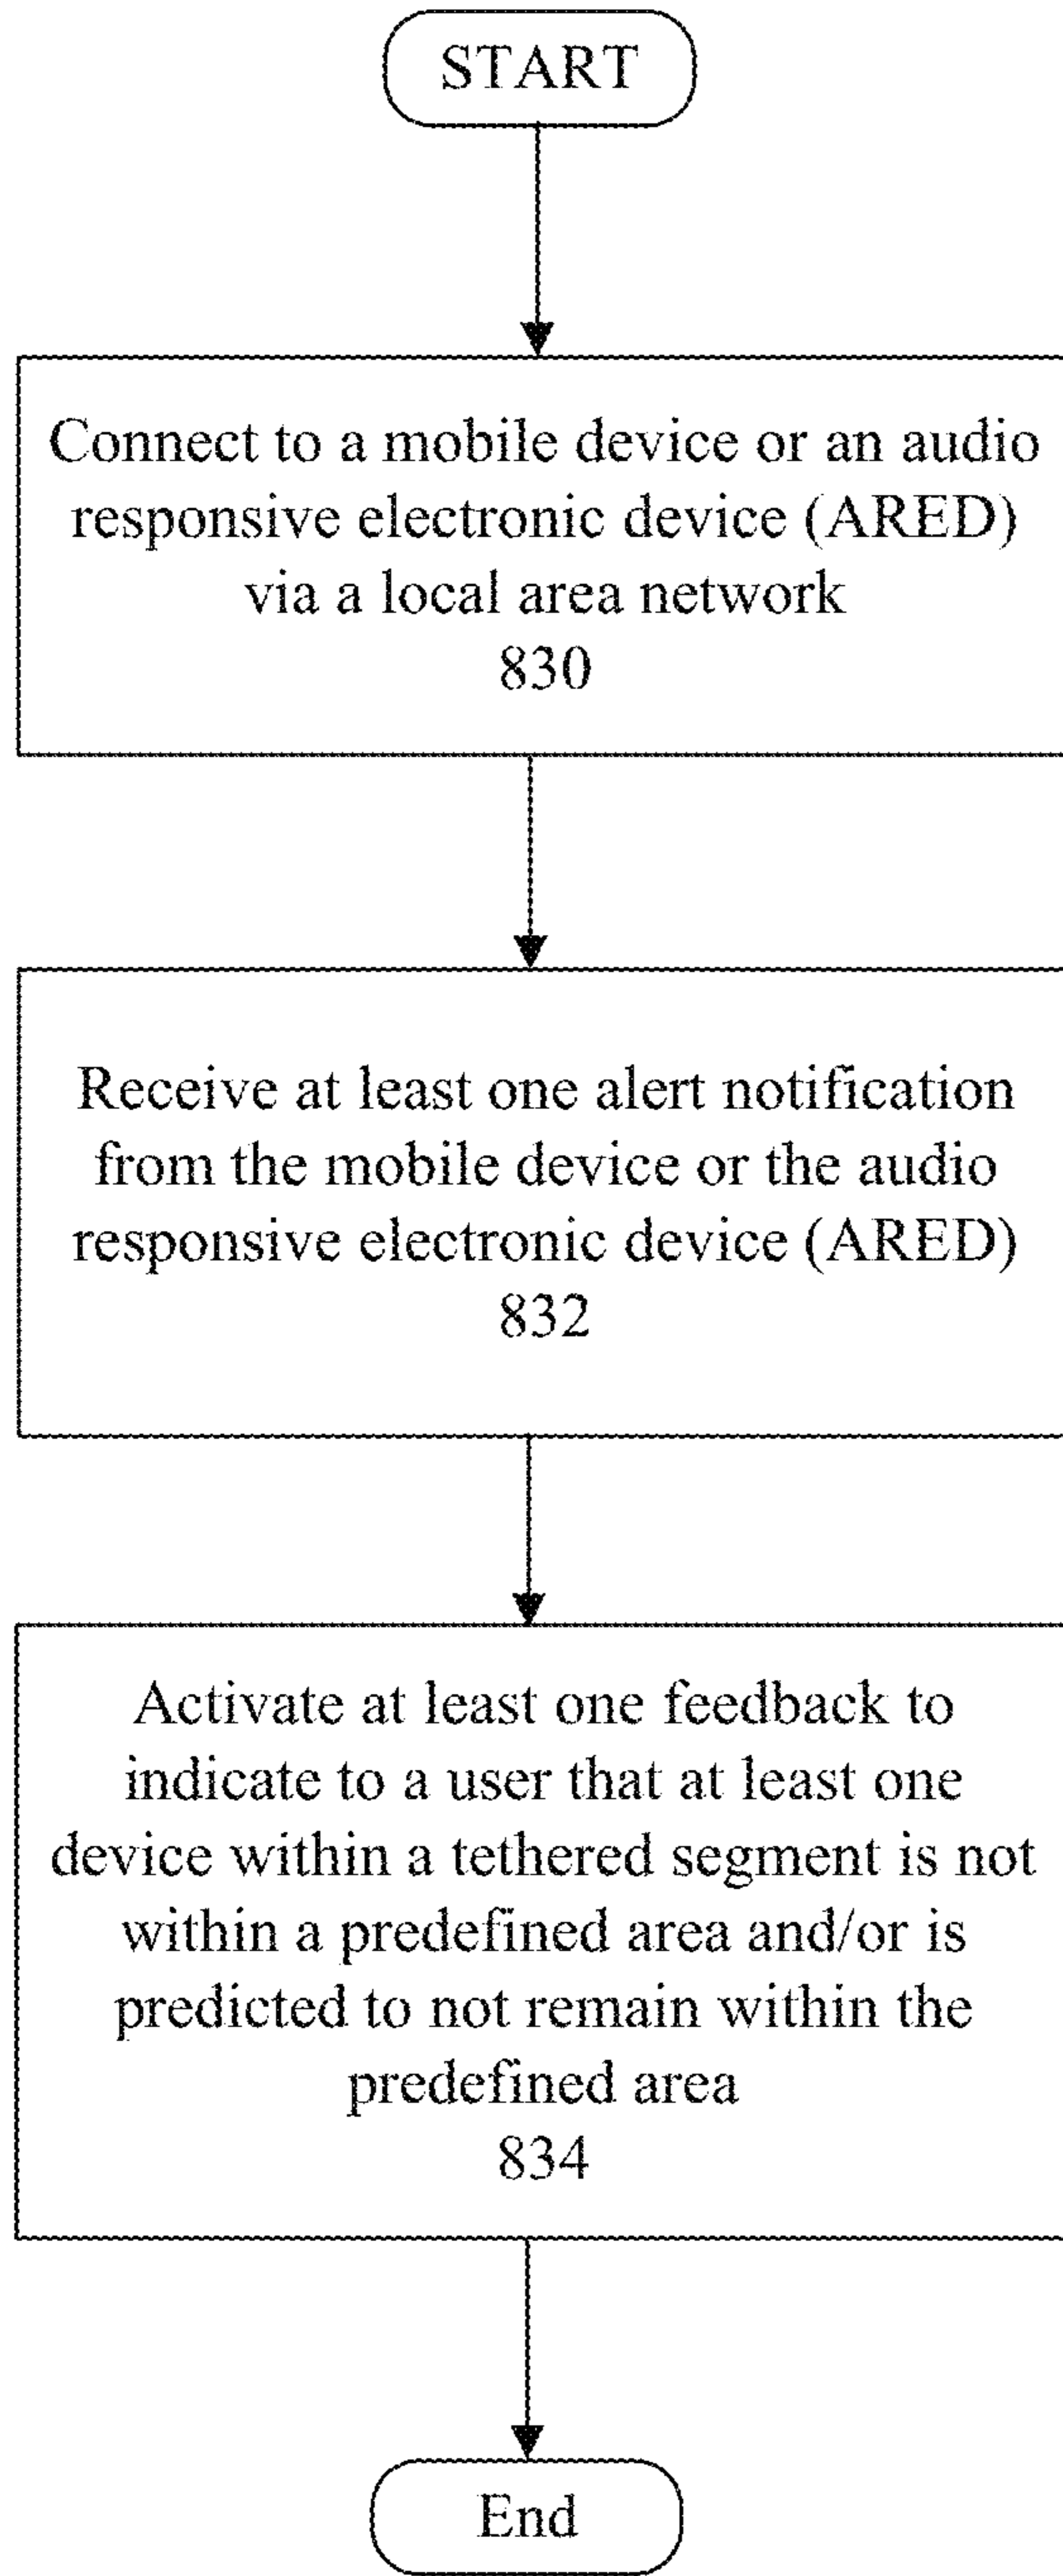 START
Connect to a mobile device or an audio
responsive electronic device (ARED)
via a local area network
830
Receive at least one alert notification
from the mobile device or the audio
responsive electronic device (ARED)
832
Activate at least one feedback to
indicate to a user that at least one
device within a tethered segment is not
within a predefined area and/or is
predicted to not remain within the
predefined area
834
End